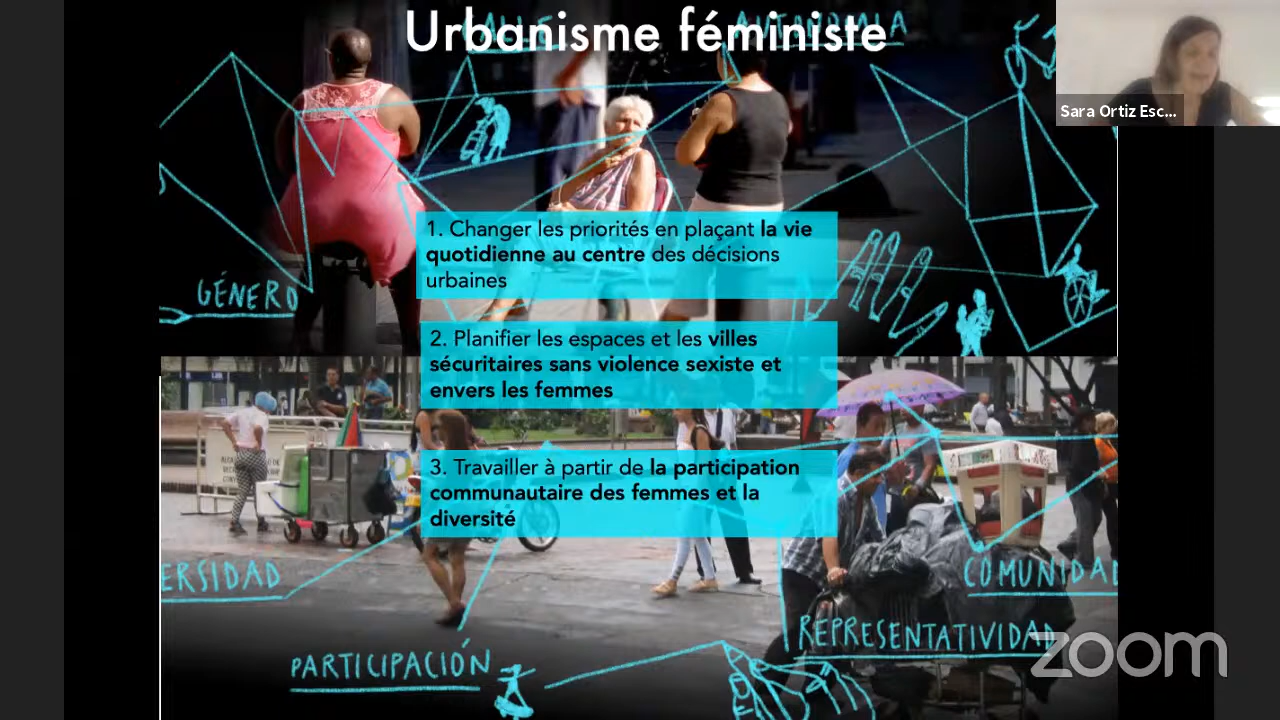 Urbanisme féministe
AUTONOMÍA
Sara Ortiz Esc...
1. Changer les priorités en plaçant la vie
quotidienne au centre des décisions
urbaines
GÉNERO
2. Planifier les espaces et les villes
sécuritaires sans violence sexiste et
envers les femmes
3. Travailler à partir de la participation
communautaire des femmes et la
diversité
ERSIDAD
COMUNIDAD
REPRESENTATIVIDAD
zoom
PARTICIPACIÓN